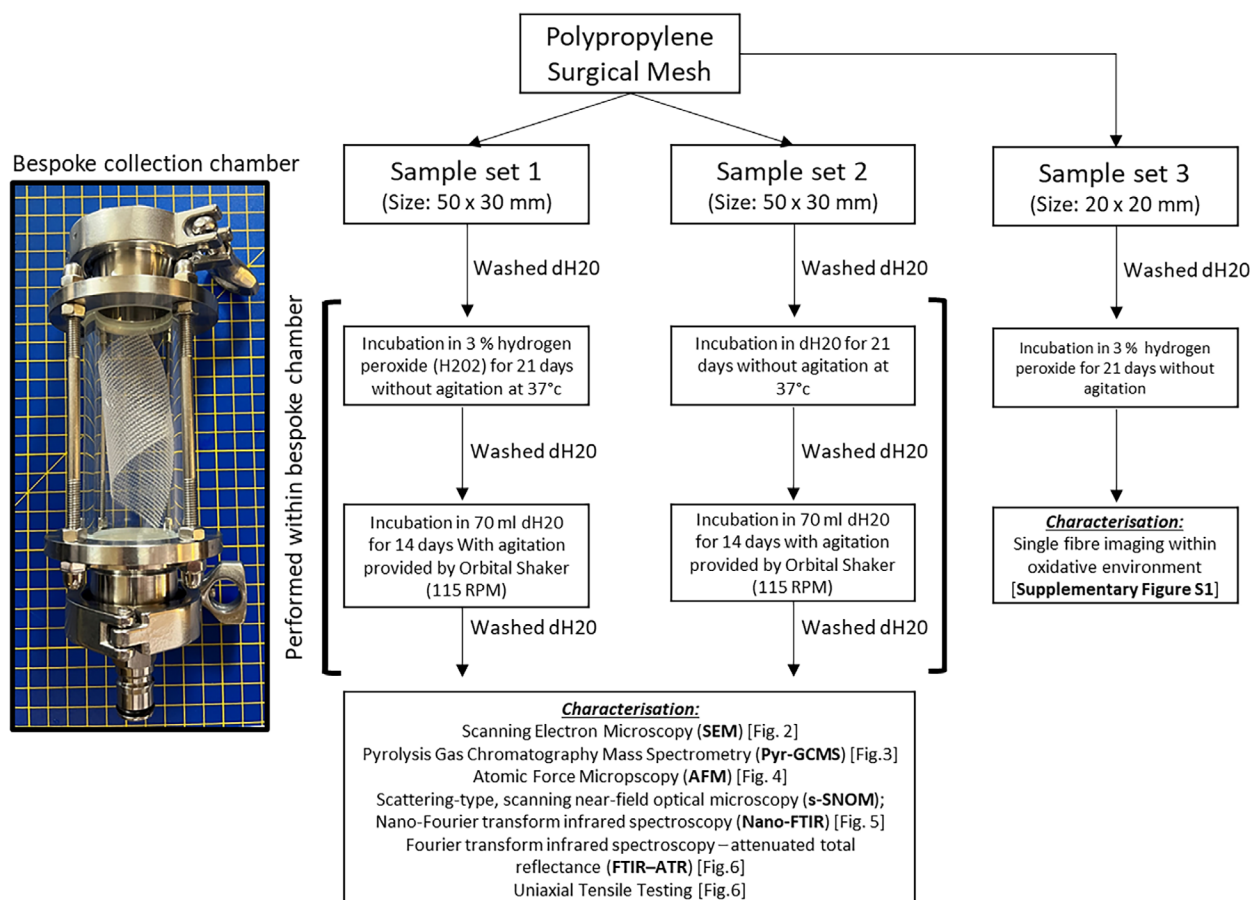 Polypropylene
Surgical Mesh
Bespoke collection chamber
Sample set 1
(Size: 50 x 30 mm)
Sample set 2
(Size: 50 x 30 mm)
Sample set 3
(Size: 20 x 20 mm)
Washed dH20
Washed dH20
Washed dH20
Performed within bespoke chamber
Incubation in 3 % hydrogen
peroxide (H202) for 21 days
without agitation at 37°c
Incubation in dH20 for 21
days without agitation at
37°c
Incubation in 3 % hydrogen
peroxide for 21 days without
agitation
Washed dH20
Washed dH20
Incubation in 70 ml dH20
for 14 days With agitation
provided by Orbital Shaker
(115 RPM)
Incubation in 70 ml dH20
for 14 days with agitation
provided by Orbital Shaker
(115 RPM)
Characterisation:
Single fibre imaging within
oxidative environment
[Supplementary Figure S1]
Washed dH20
Washed dH20
Characterisation:
Scanning Electron Microscopy (SEM) [Fig. 2]
Pyrolysis Gas Chromatography Mass Spectrometry (Pyr-GCMS) [Fig.3]
Atomic Force Micropscopy (AFM) [Fig. 4]
Scattering-type, scanning near-field optical microscopy (s-SNOM);
Nano-Fourier transform infrared spectroscopy (Nano-FTIR) [Fig. 5]
Fourier transform infrared spectroscopy – attenuated total
reflectance (FTIR–ATR) [Fig.6]
Uniaxial Tensile Testing [Fig.6]